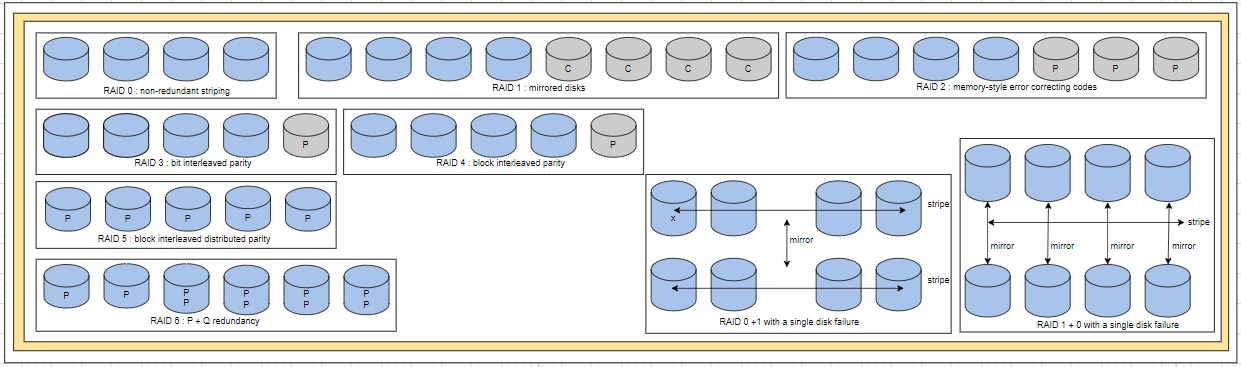 RAID 0 : non-redundant striping
C
C
C
C
RAID 1 : mirrored disks
P
P
P
RAID 2 : memory-style error correcting codes
P
RAID 3 : bit interleaved parity
P
RAID 4 : block interleaved parity
P
P
P
P
P
RAID 5 : block interleaved distributed parity
P
P
P
P
P
P
P
P
P
P
RAID 6 : P + Q redundancy
x
stripe
mirror
stripe
RAID 0 +1 with a single disk failure
stripe
mirror
mirror
mirror
mirror
RAID 1 + 0 with a single disk failure